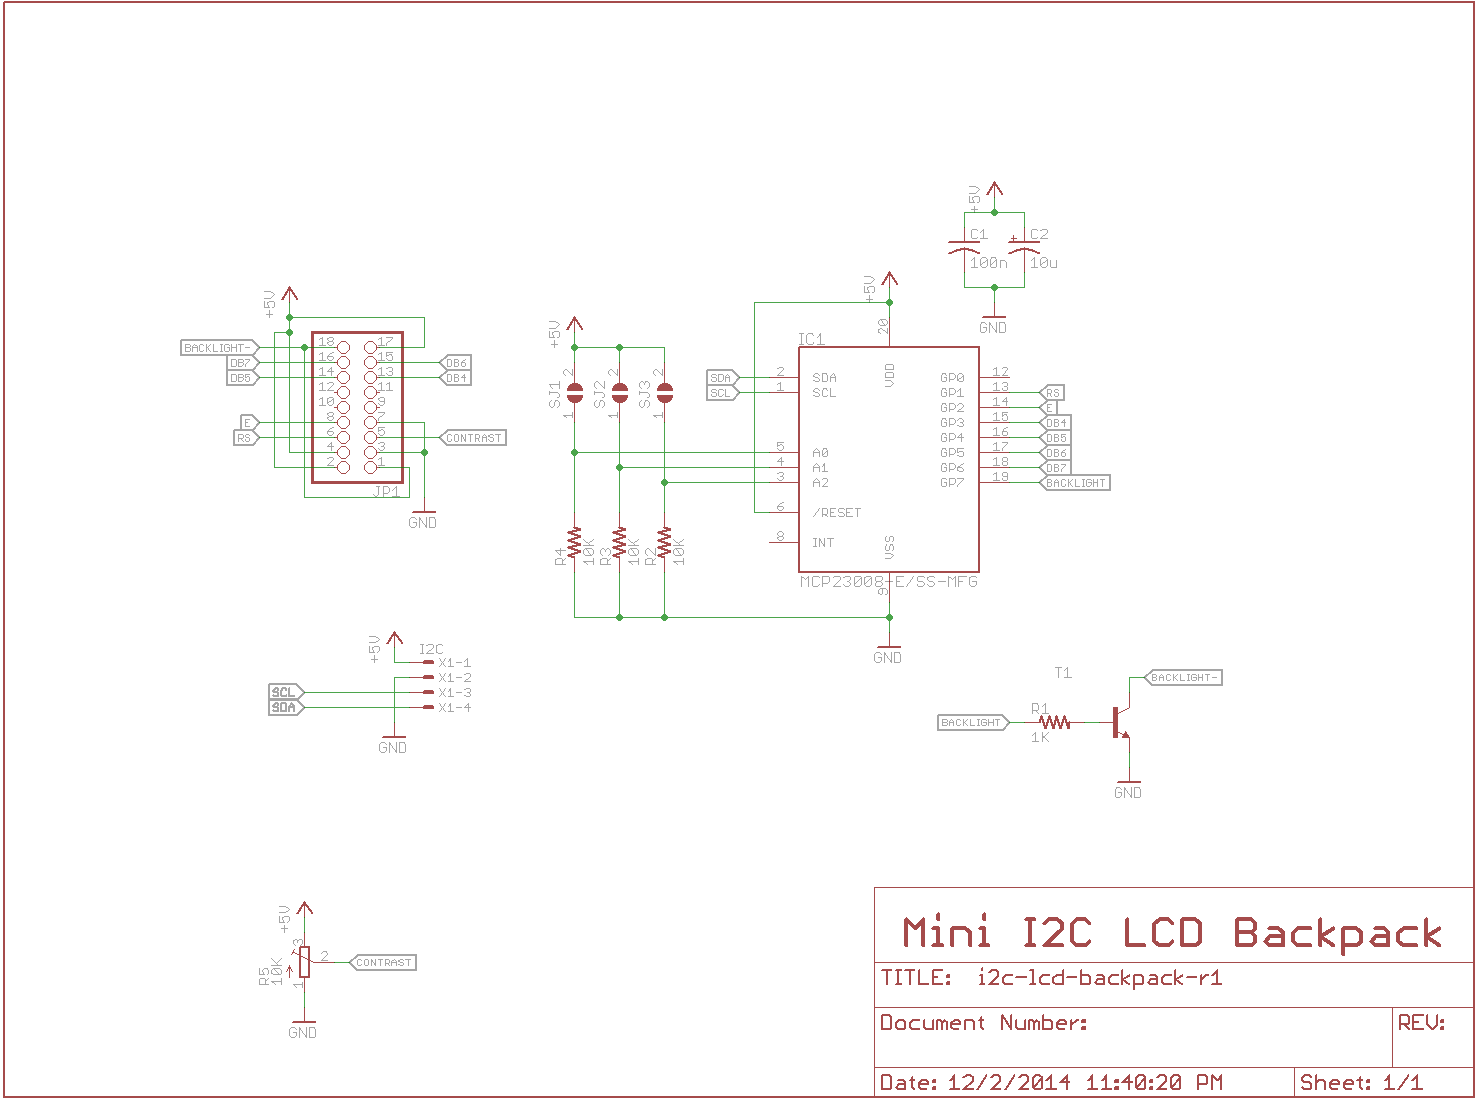 +5V
C1
C2
+
100n
10u
GND
+5V
BACKLIGHT-
DB7
DB5
E
RS
18
16
14
12
10
8
6
4
2
17
15
13
11
9
7
5
3
1
DB6
DB4
CONTRAST
JP1
GND
+5V
SJ1
2
1
SJ2
2
1
SJ3
2
1
R4
10K
R3
10K
R2
10K
+5V
20
IC1
SDA
SCL
2
1
5
4
3
6
8
SDA
SCL
A0
A1
A2
/RESET
INT
VDD
VSS
GP0
GP1
GP2
GP3
GP4
GP5
GP6
GP7
12
13
14
15
16
17
18
19
RS
E
DB4
DB5
DB6
DB7
BACKLIGHT
MCP23008-E/SS-MFG
9
GND
+5V
I2C
X1-1
X1-2
X1-3
X1-4
SCL
SDA
GND
T1
BACKLIGHT-
BACKLIGHT
R1
1K
GND
+5V
R5
10K
3
2
1
CONTRAST
GND
Mini I2C LCD Backpack
TITLE: i2c-lcd-backpack-r1
Document Number:
REV:
Date: 12/2/2014 11:40:20 PM
Sheet: 1/1